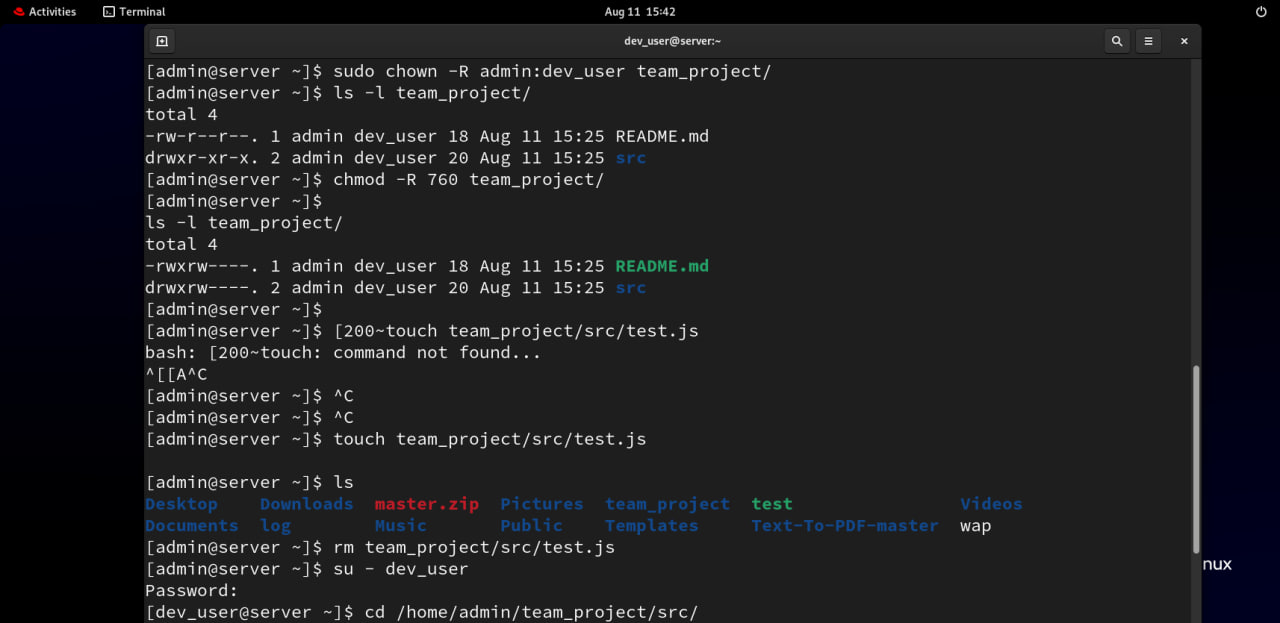 Activities Terminal Aug 11 15:42
dev_user@server:~
[admin@server ~]$ sudo chown -R admin:dev_user team_project/
[admin@server ~]$ ls -l team_project/
total 4
-rw-r--r--. 1 admin dev_user 18 Aug 11 15:25 README.md
drwxr-xr-x. 2 admin dev_user 20 Aug 11 15:25 src
[admin@server ~]$ chmod -R 760 team_project/
[admin@server ~]$
ls -l team_project/
total 4
-rwxrw----. 1 admin dev_user 18 Aug 11 15:25 README.md
drwxrw----. 2 admin dev_user 20 Aug 11 15:25 src
[admin@server ~]$
[admin@server ~]$ [200~touch team_project/src/test.js
bash: [200~touch: command not found...
^[[A^C
[admin@server ~]$ ^C
[admin@server ~]$ ^C
[admin@server ~]$ touch team_project/src/test.js
[admin@server ~]$ ls
Desktop Downloads master.zip Pictures team_project test Videos
Documents log Music Public Templates Text-To-PDF-master wap
[admin@server ~]$ rm team_project/src/test.js
[admin@server ~]$ su - dev_user
nux
Password:
[dev_user@server ~]$ cd /home/admin/team_project/src/